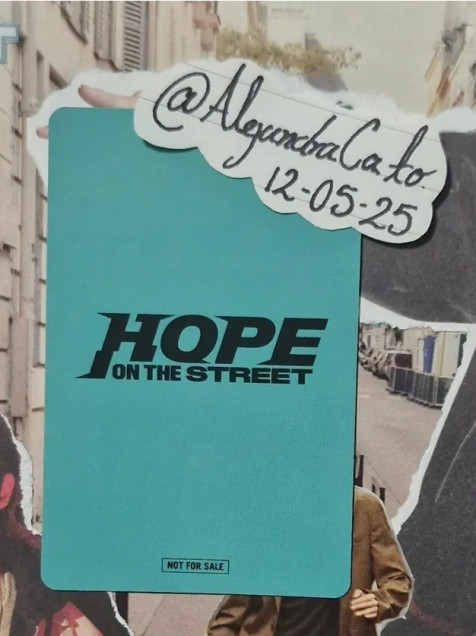 T
@AlejandraCato
12-05-25
HOPE
ON THE STREET
NOT FOR SALE